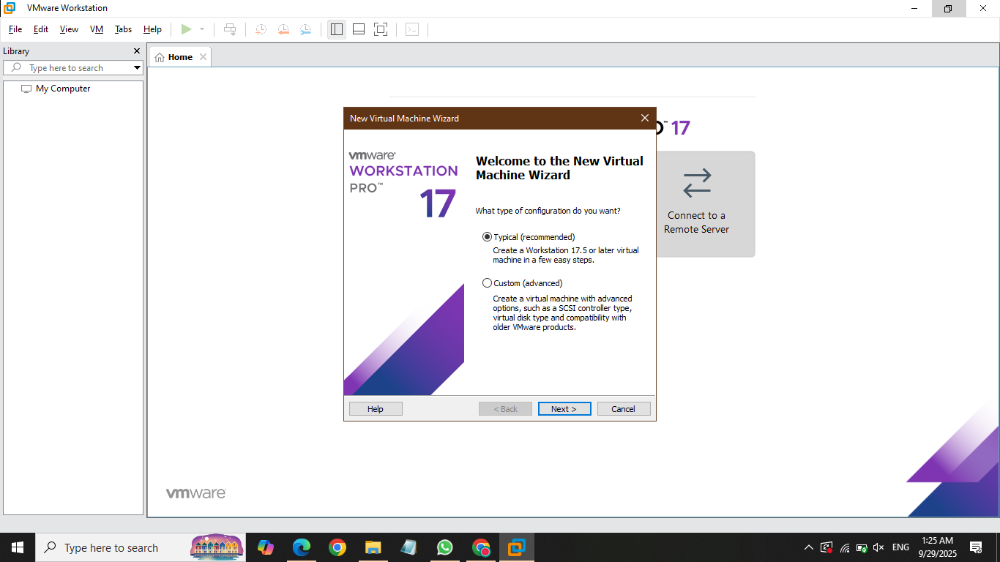 VMware Workstation
File Edit View VM Tabs Help
Library
Type here to search
My Computer
Home
™ 17
Connect to a
Remote Server
New Virtual Machine Wizard
vmware®
WORKSTATION
PRO™
17
Welcome to the New Virtual
Machine Wizard
What type of configuration do you want?
Typical (recommended)
Create a Workstation 17.5 or later virtual
machine in a few easy steps.
Custom (advanced)
Create a virtual machine with advanced
options, such as a SCSI controller type,
virtual disk type and compatibility with
older VMware products.
Help < Back Next > Cancel
vmware®
Type here to search
ENG
1:25 AM
9/29/2025